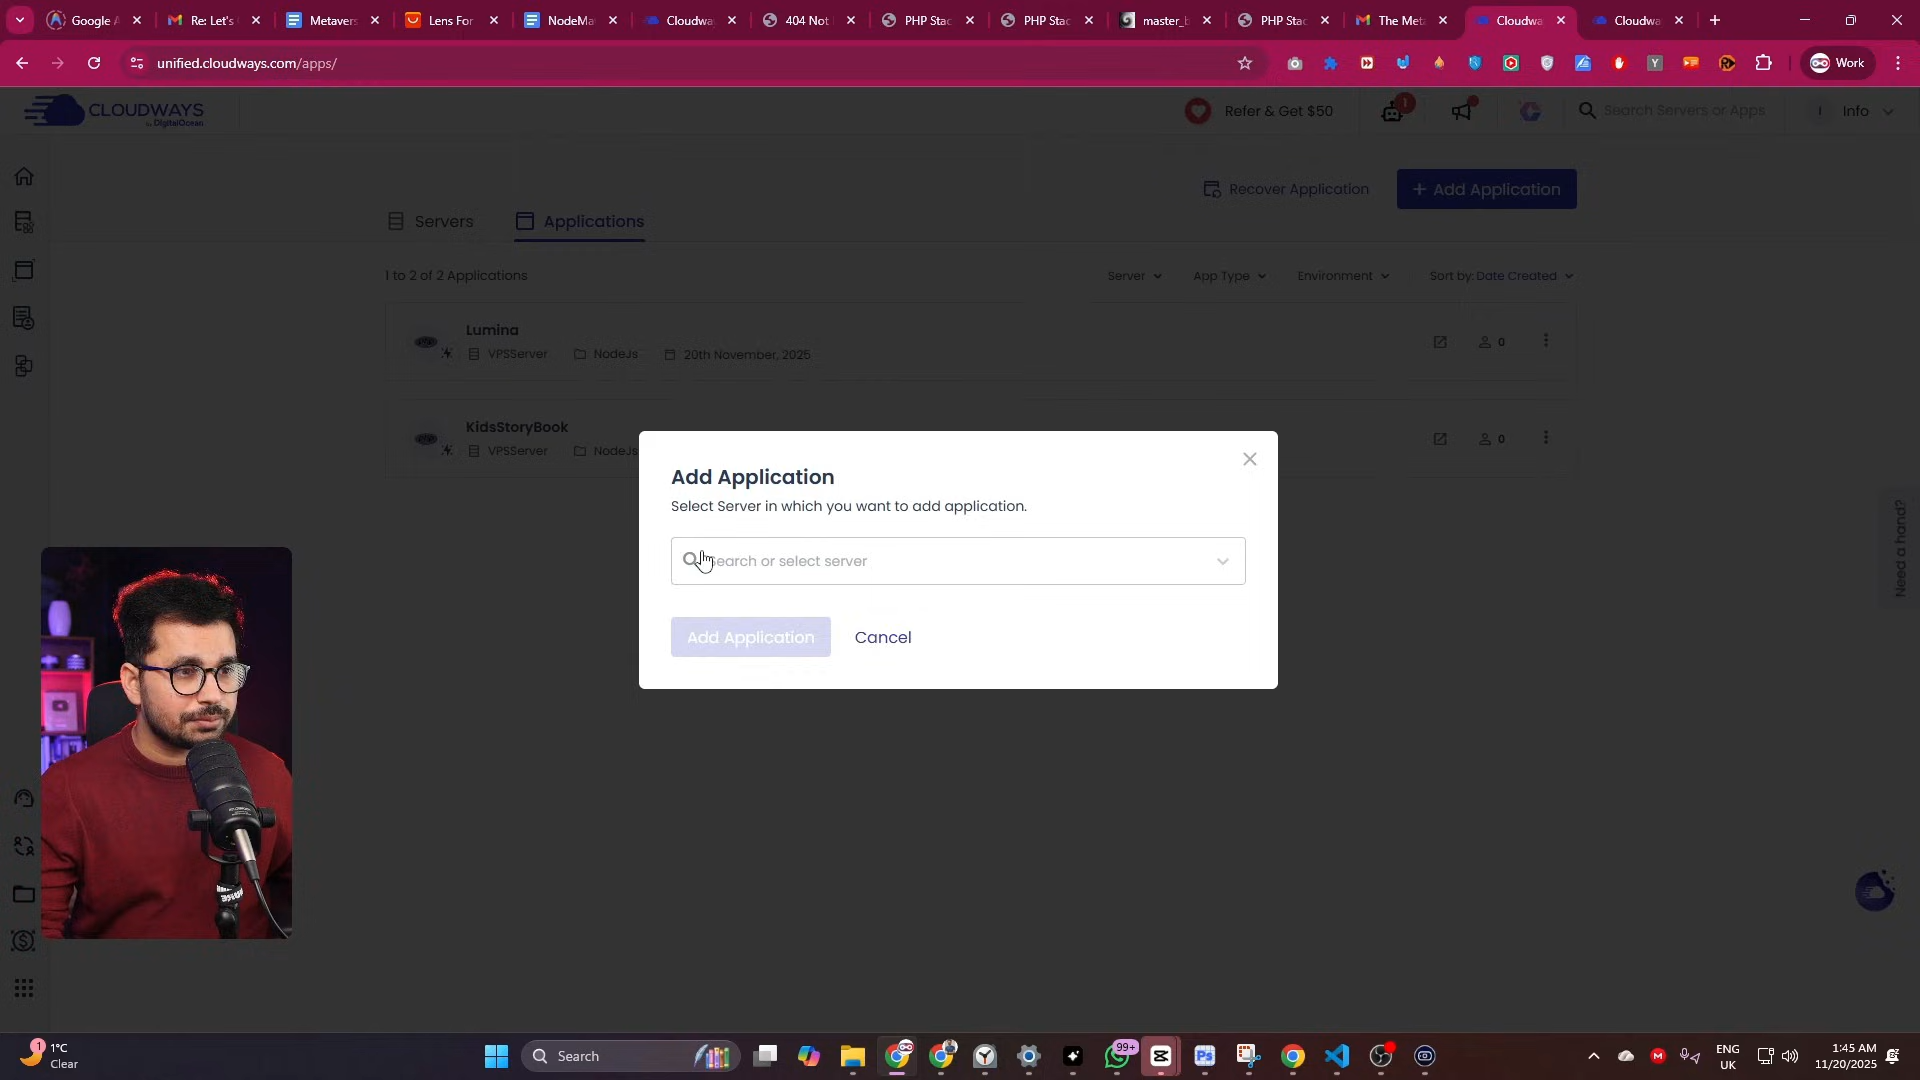 Google A
Re: Let's
Metavers
Lens For
NodeMa
Cloudwa
404 Not
PHP Stac
PHP Stac
master_b
PHP Stac
The Met
Cloudwa
Cloudwa
unified.cloudways.com/apps/
Work
CLOUDWAYS
by DigitalOcean
Refer & Get $50
1
Search Servers or Apps
I
Info
Recover Application
+ Add Application
Servers
Applications
1 to 2 of 2 Applications
Server
App Type
Environment
Sort by: Date Created
Lumina
VPSServer
NodeJs
20th November, 2025
0
KidsStoryBook
VPSServer
NodeJs
0
Add Application
Select Server in which you want to add application.
Search or select server
Add Application
Cancel
Need a hand?
1
1°C
Clear
Search
99+
ENG
UK
1:45 AM
11/20/2025